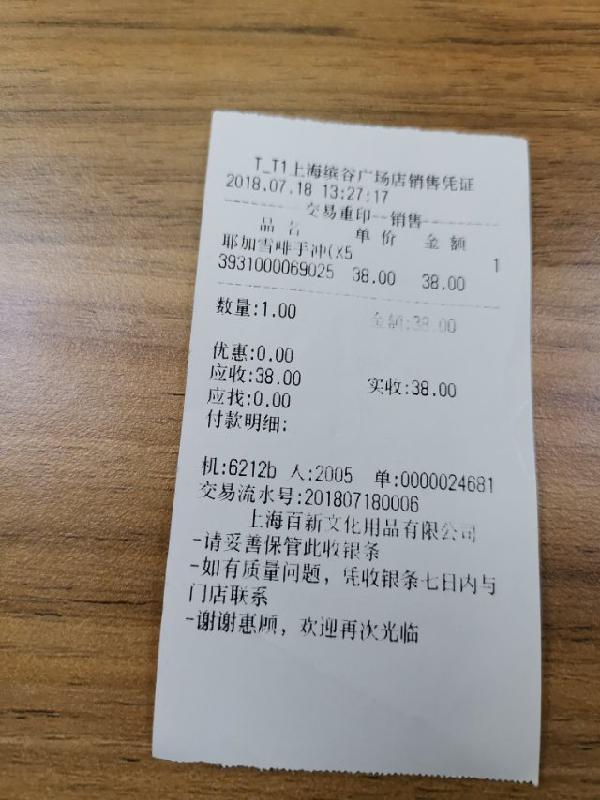 T_T1上海缤谷广场店销售凭证
2018.07.18 13:27:17
交易重印--销售
品名 单价 金额
耶加雪啡手冲(X5 1
3931000069025 38.00 38.00
数量:1.00 金额:38.00
优惠:0.00
应收:38.00 实收:38.00
应找:0.00
付款明细:
机:6212b 人:2005 单:0000024681
交易流水号:201807180006
上海百新文化用品有限公司
-请妥善保管此收银条
-如有质量问题，凭收银条七日内与
门店联系
-谢谢惠顾，欢迎再次光临